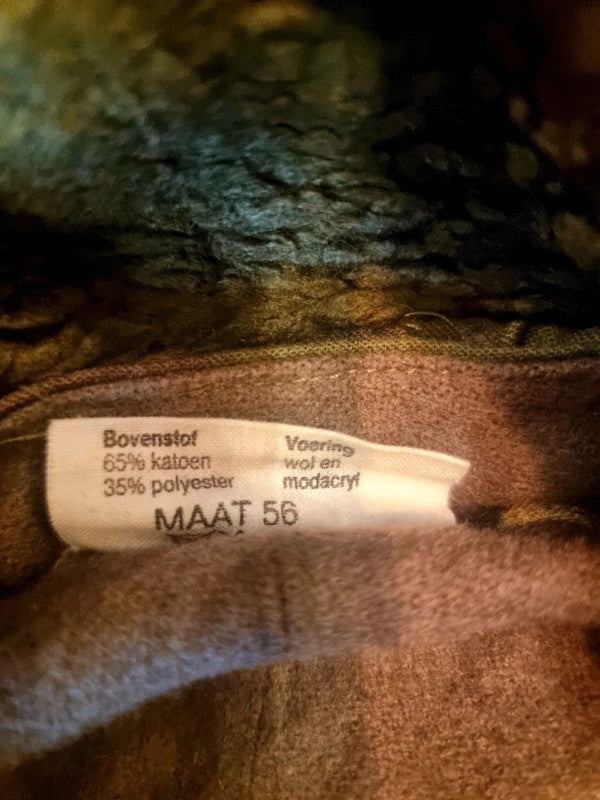 Bovenstof
65% katoen
35% polyester
Voering
wol en
modacryl
MAAT 56